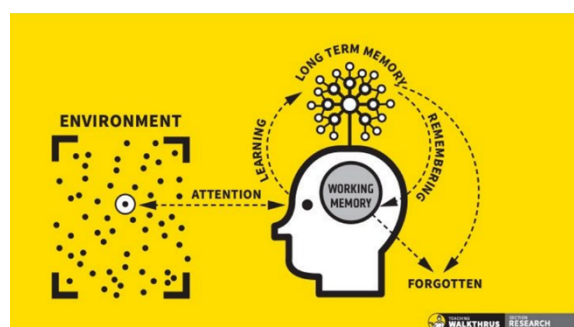 LONG TERM MEMORY
ENVIRONMENT
LEARNING
REMEMBERING
ATTENTION
WORKING
MEMORY
FORGOTTEN
TEACHING
WALKTHRUS
SECTION
RESEARCH